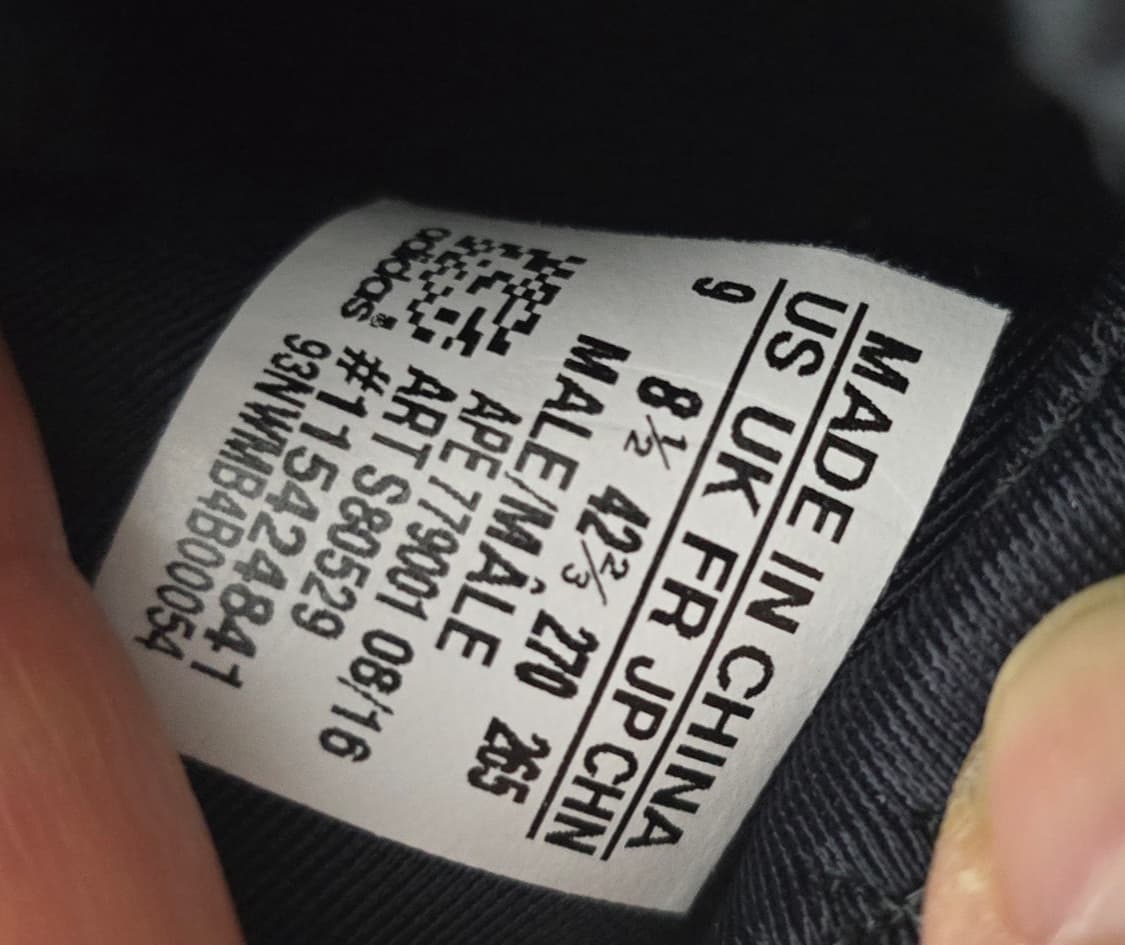 MADE IN CHINA
US UK FR JP CHN
9 8½ 42⅔ 270 265
MALE/MÂLE
APE 779001 08/16
ART S80529
#115424841
93NWMB4B00054
adidas®